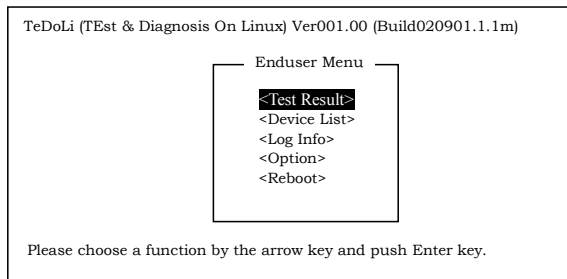 TeDoLi (TEst & Diagnosis On Linux) Ver001.00 (Build020901.1.1m)
Enduser Menu
<Test Result>
<Device List>
<Log Info>
<Option>
<Reboot>
Please choose a function by the arrow key and push Enter key.